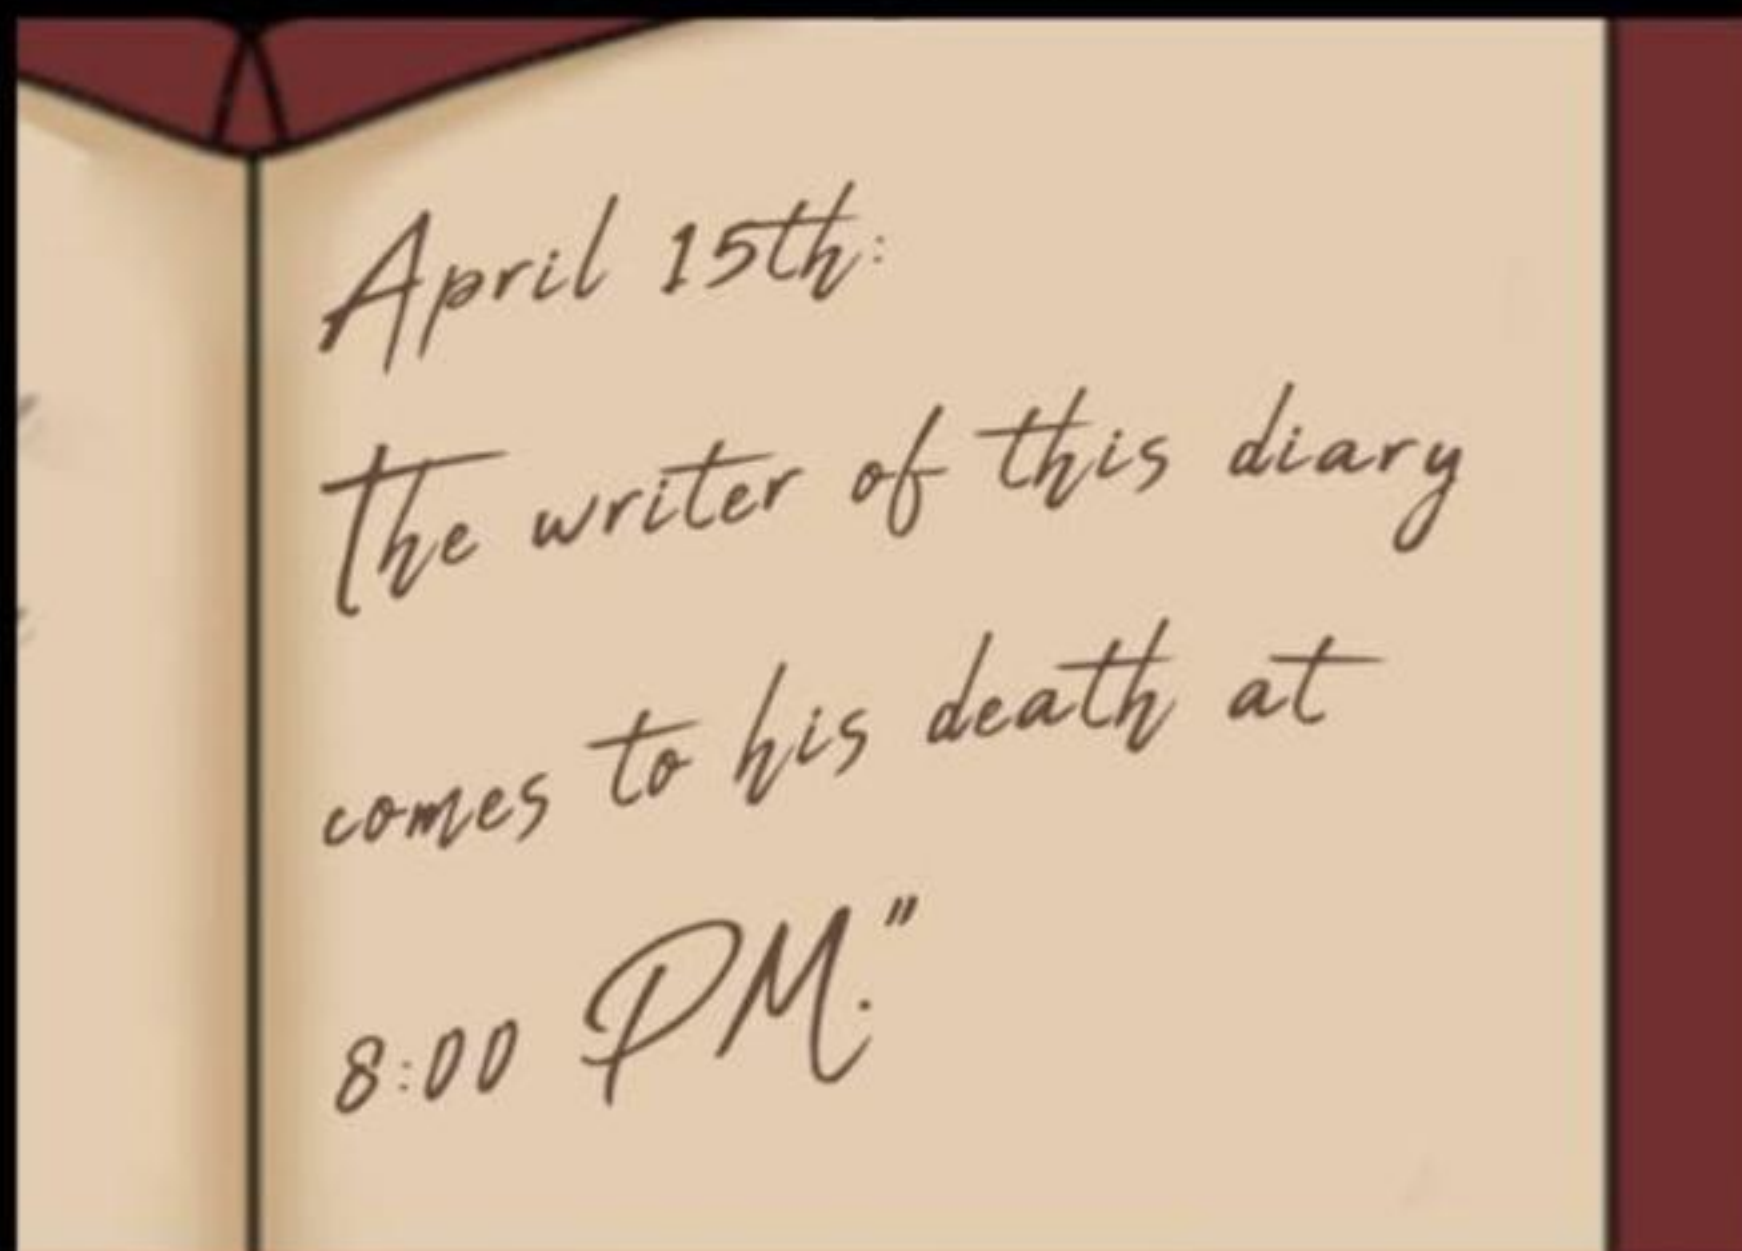 April 15th:
The writer of this diary
comes to his death at
8:00 PM."